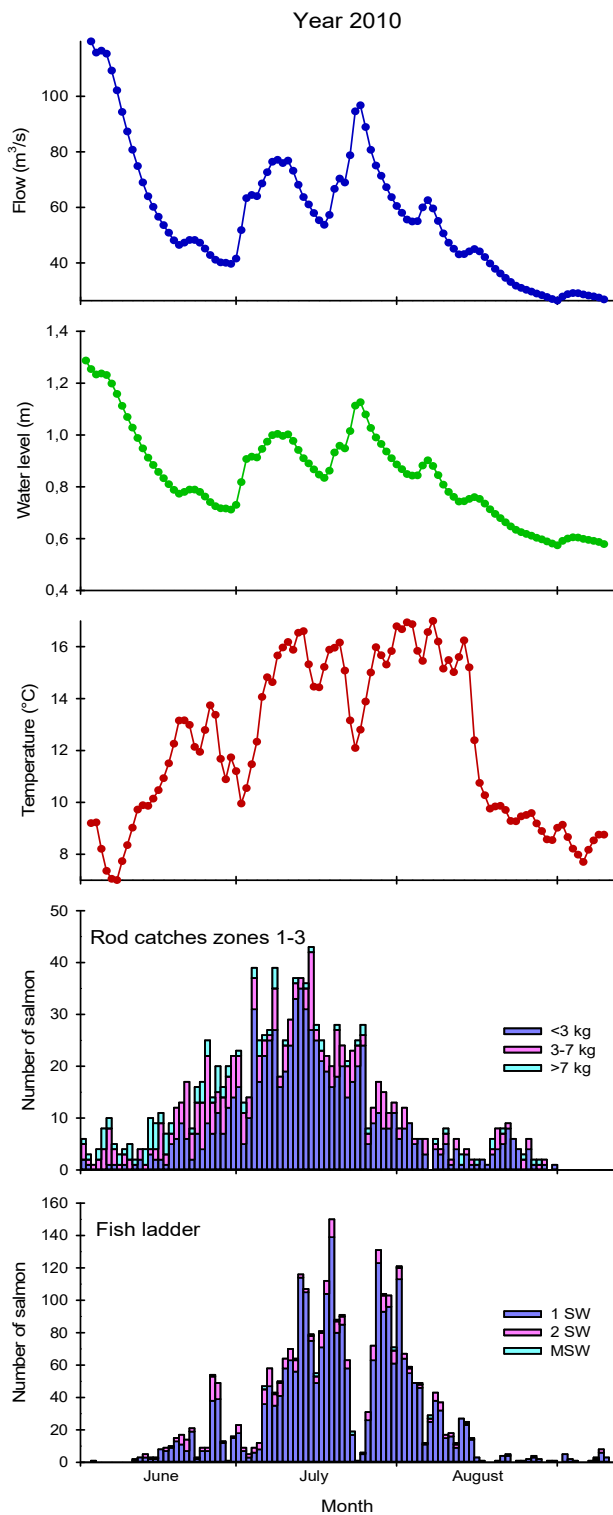 Year 2010
Flow (m³/s)
100
80
60
40
Water level (m)
1,4
1,2
1,0
0,8
0,6
0,4
Temperature (°C)
16
14
12
10
8
Rod catches zones 1-3
Number of salmon
50
40
30
20
10
0
<3 kg
3-7 kg
>7 kg
Fish ladder
Number of salmon
160
140
120
100
80
60
40
20
0
1 SW
2 SW
MSW
June July August
Month